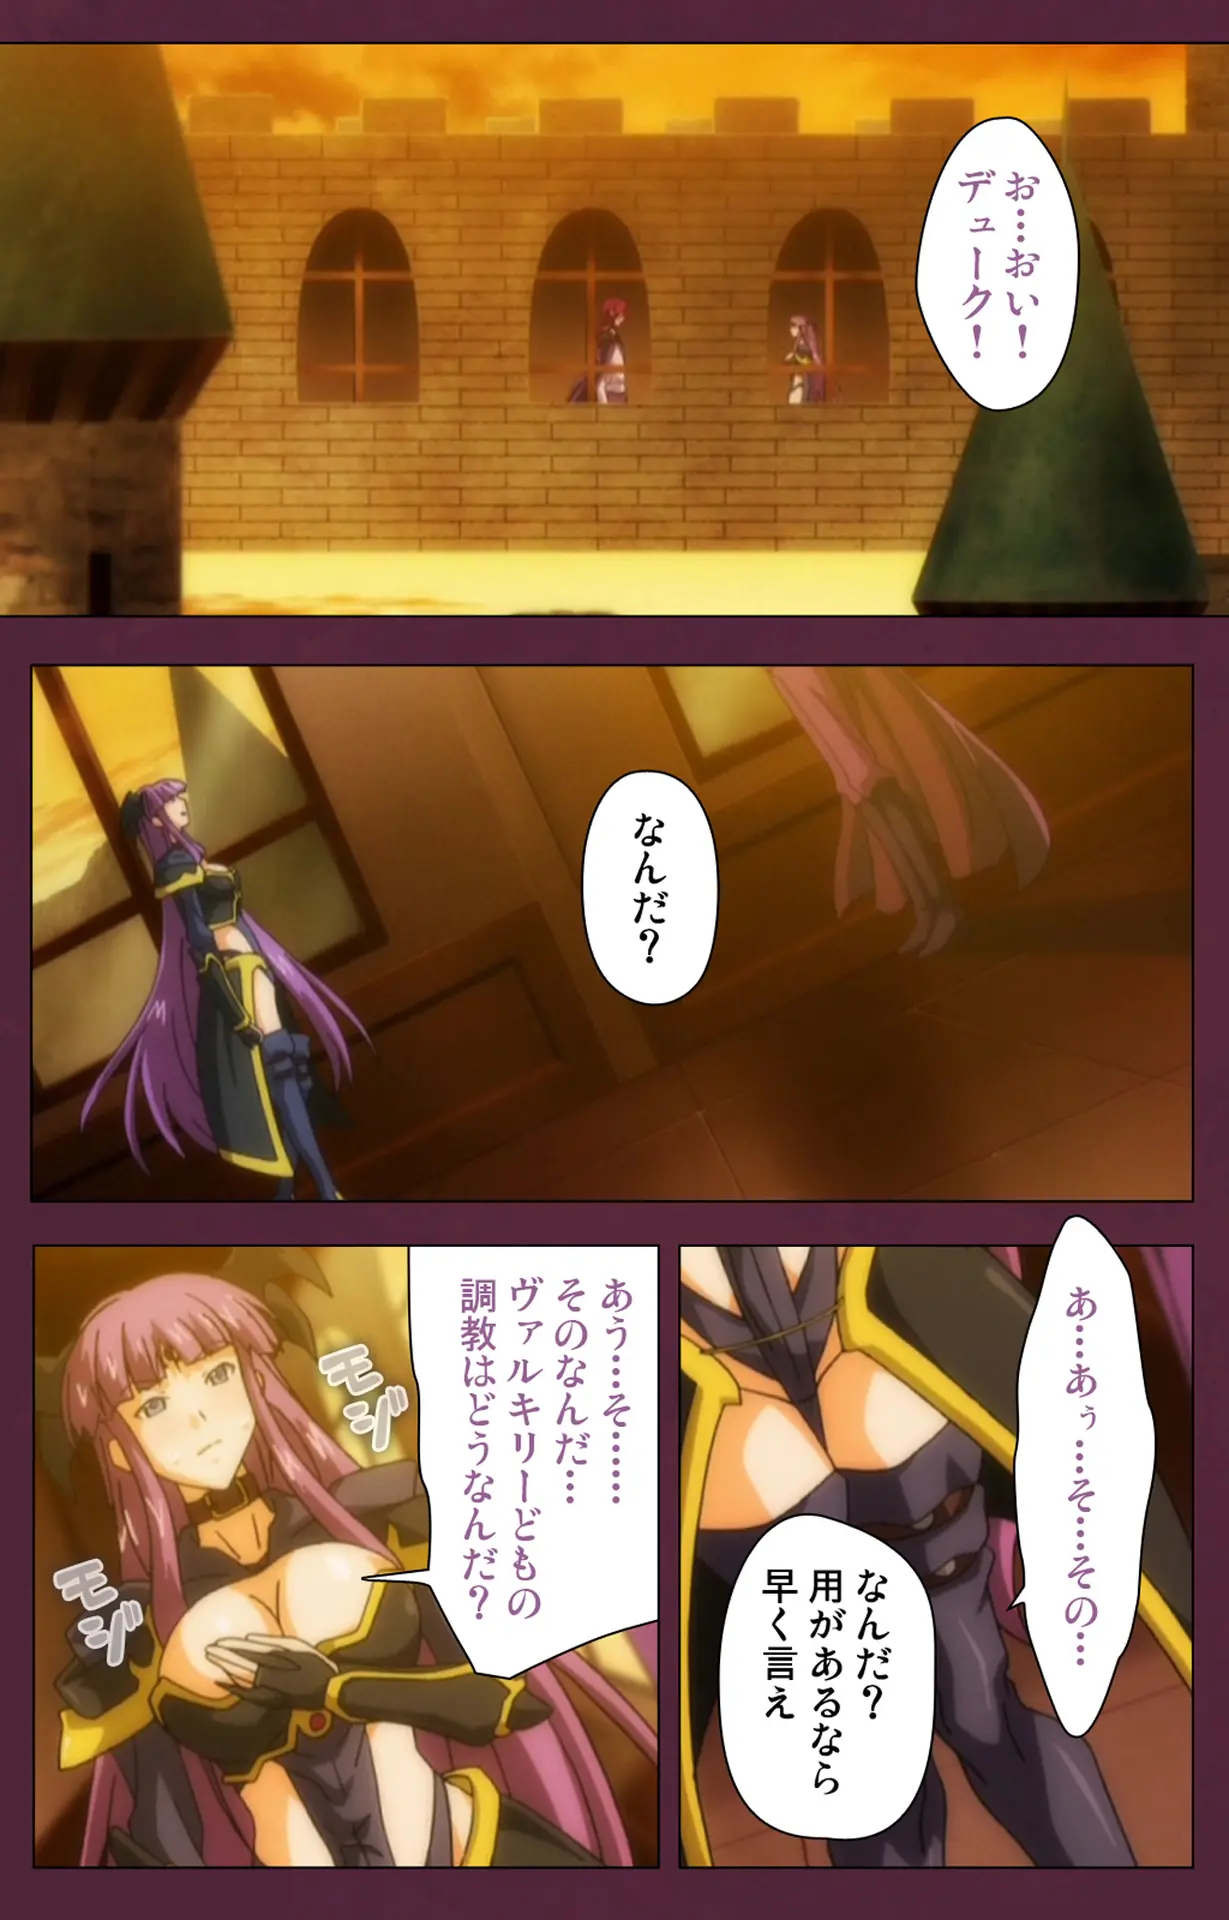 お…おい！
デューク！
なんだ？
あ…あぅ…そ…その…
なんだ？
用があるなら
早く言え
あう…そ……
そのなんだ…
ヴァルキリーどもの
調教はどうなんだ？
モジ
モジ